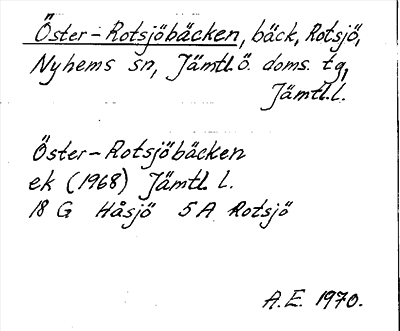 Öster-Rotsjöbäcken, bäck, Rotsjö,
Nyhems sn, Jämtl.Ö. doms. tg,
Jämtl.l.
Öster-Rotsjöbäcken
ek (1968) Jämtl. l.
18 G Håsjö 5A Rotsjö
A.E. 1970.